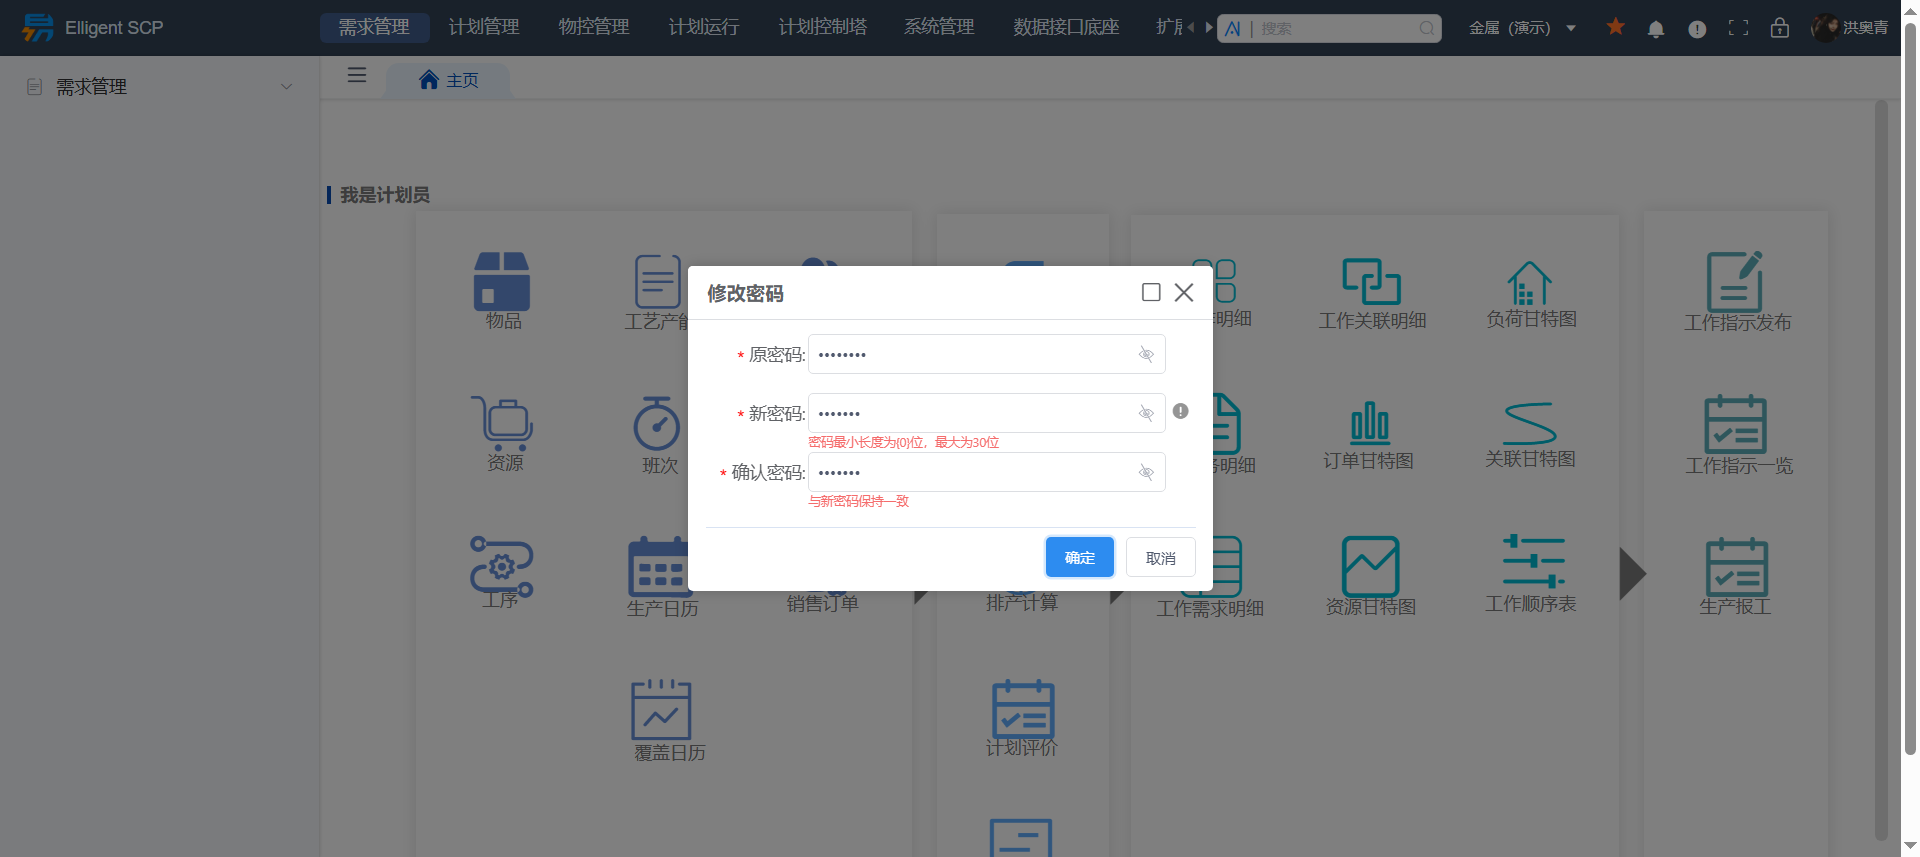 Elligent SCP
需求管理
计划管理
物控管理
计划运行
计划控制塔
系统管理
数据接口底座
搜索
金属（演示）
洪奥青
需求管理
主页
我是计划员
物品
工艺产能
明细
工作关联明细
负荷甘特图
工作指示发布
修改密码
* 原密码: ••••••••
* 新密码: •••••••
密码最小长度为{0}位，最大为30位
* 确认密码: •••••••
与新密码保持一致
确定
取消
资源
班次
明细
订单甘特图
关联甘特图
工作指示一览
工序
生产日历
销售订单
排产计算
工作需求明细
资源甘特图
工作顺序表
生产报工
覆盖日历
计划评价